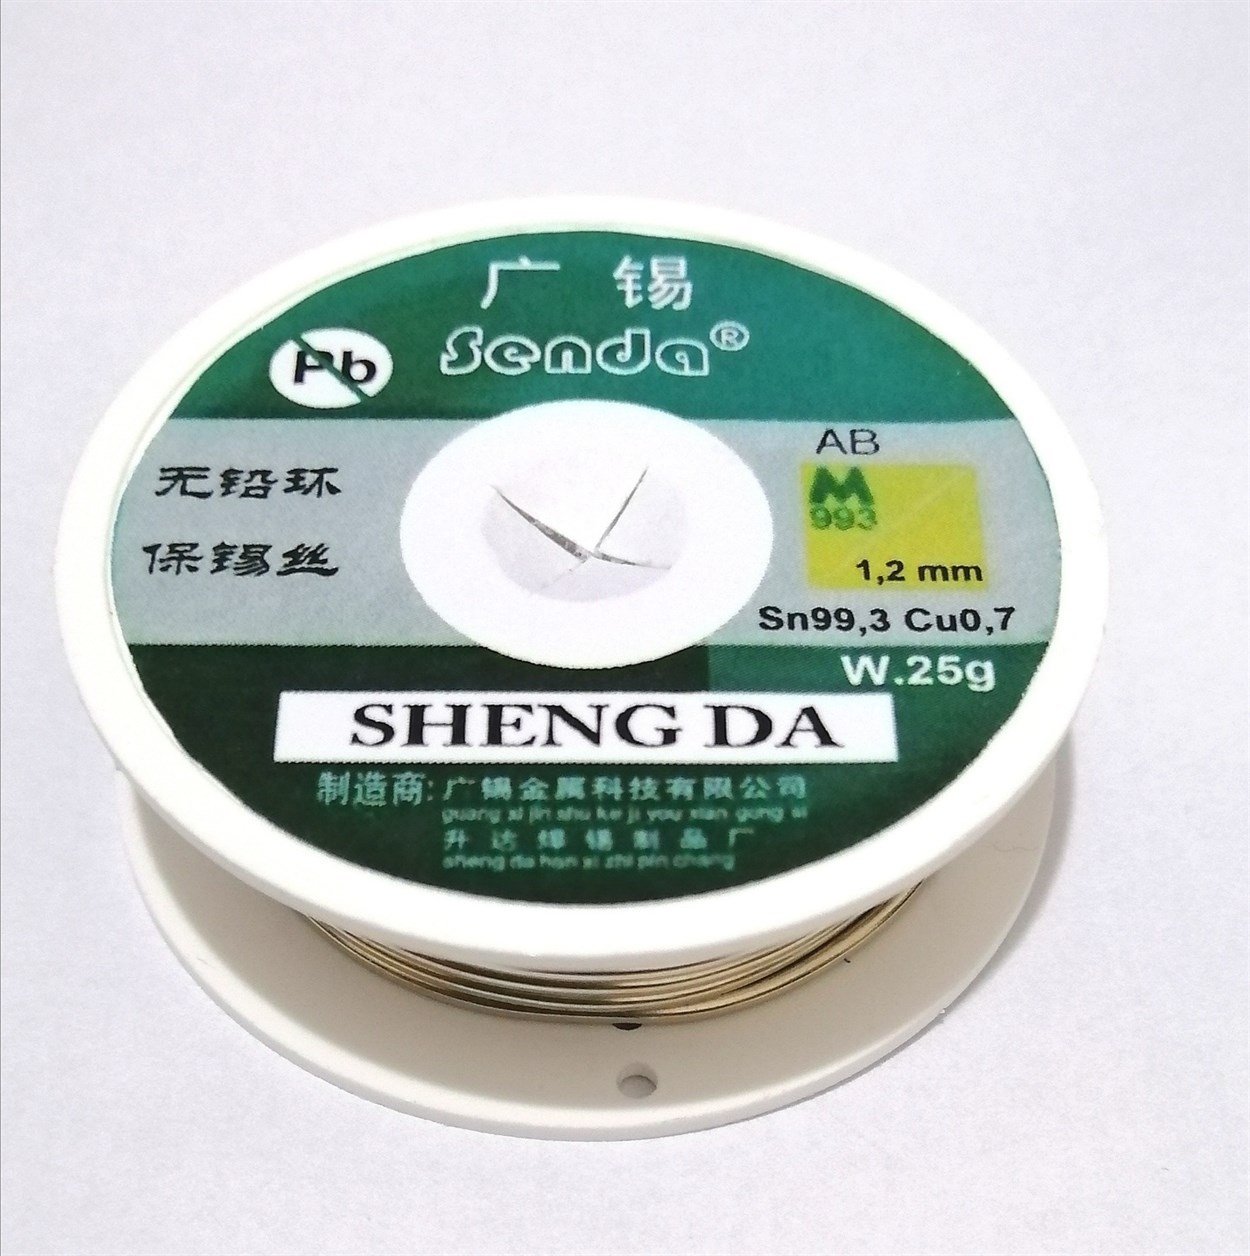 广锡
Senda®
Pb
AB
M
993
无铅环
保锡丝
1,2 mm
Sn99,3 Cu0,7
W.25g
SHENG DA
制造商:广锡金属科技有限公司
guang xi jin shu ke ji you xian gong si
升达焊锡制品厂
sheng da han xi zhi pin chang